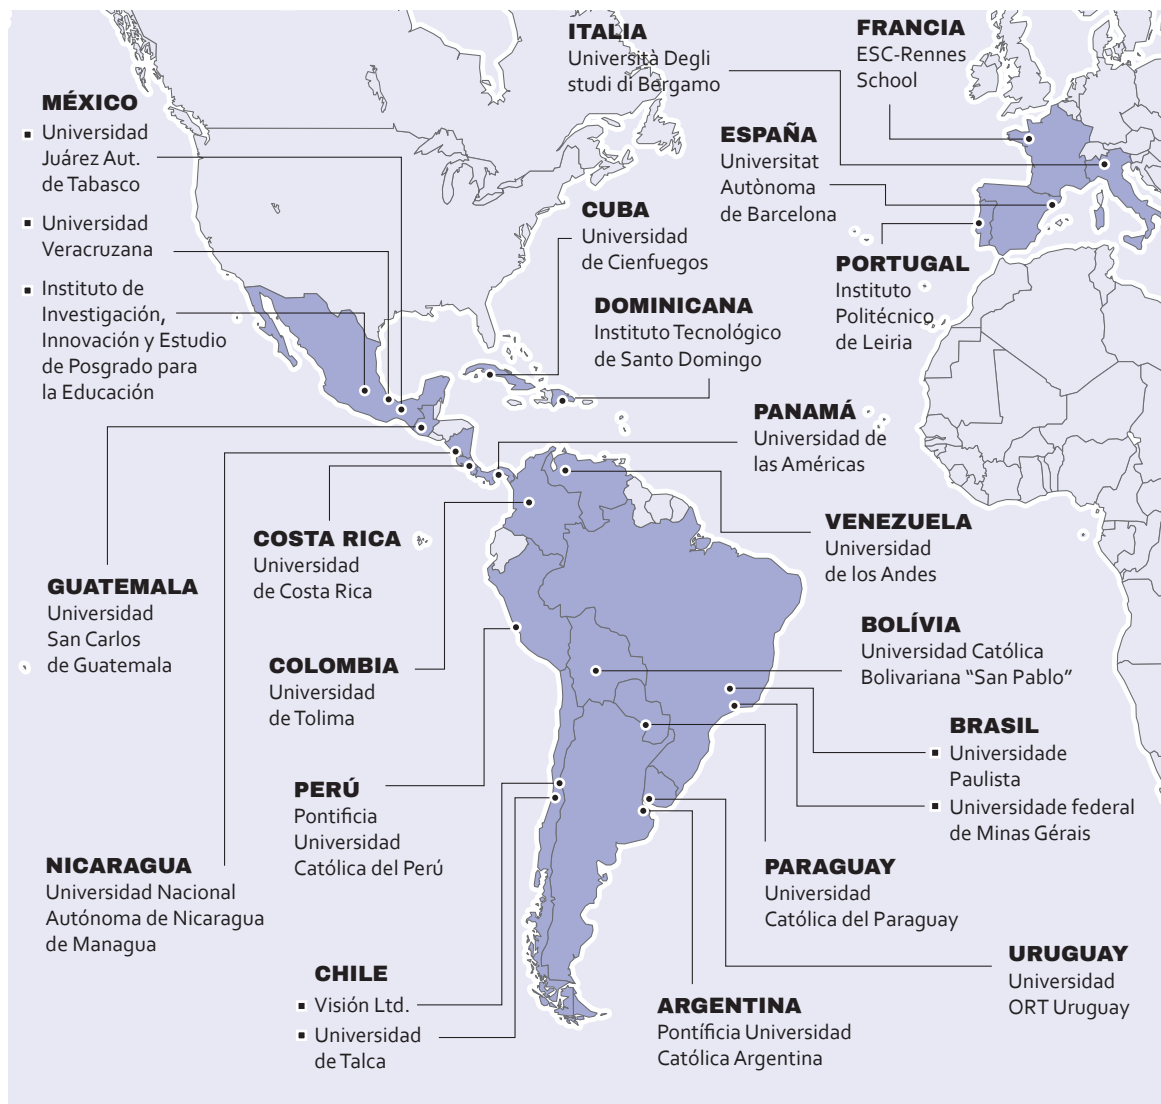 ITALIA
Università Degli
studi di Bergamo
FRANCIA
ESC-Rennes
School
MÉXICO
▪ Universidad
Juárez Aut.
de Tabasco
▪ Universidad
Veracruzana
▪ Instituto de
Investigación,
Innovación y Estudio
de Posgrado para
la Educación
ESPAÑA
Universitat
Autònoma
de Barcelona
CUBA
Universidad
de Cienfuegos
PORTUGAL
Instituto
Politécnico
de Leiria
DOMINICANA
Instituto Tecnológico
de Santo Domingo
PANAMÁ
Universidad de
las Américas
VENEZUELA
Universidad
de los Andes
COSTA RICA
Universidad
de Costa Rica
GUATEMALA
Universidad
San Carlos
de Guatemala
BOLÍVIA
Universidad Católica
Bolivariana “San Pablo”
COLOMBIA
Universidad
de Tolima
BRASIL
▪ Universidade
Paulista
▪ Universidade federal
de Minas Gérais
PERÚ
Pontificia
Universidad
Católica del Perú
NICARAGUA
Universidad Nacional
Autónoma de Nicaragua
de Managua
PARAGUAY
Universidad
Católica del Paraguay
URUGUAY
Universidad
ORT Uruguay
CHILE
▪ Visión Ltd.
▪ Universidad
de Talca
ARGENTINA
Pontíficia Universidad
Católica Argentina